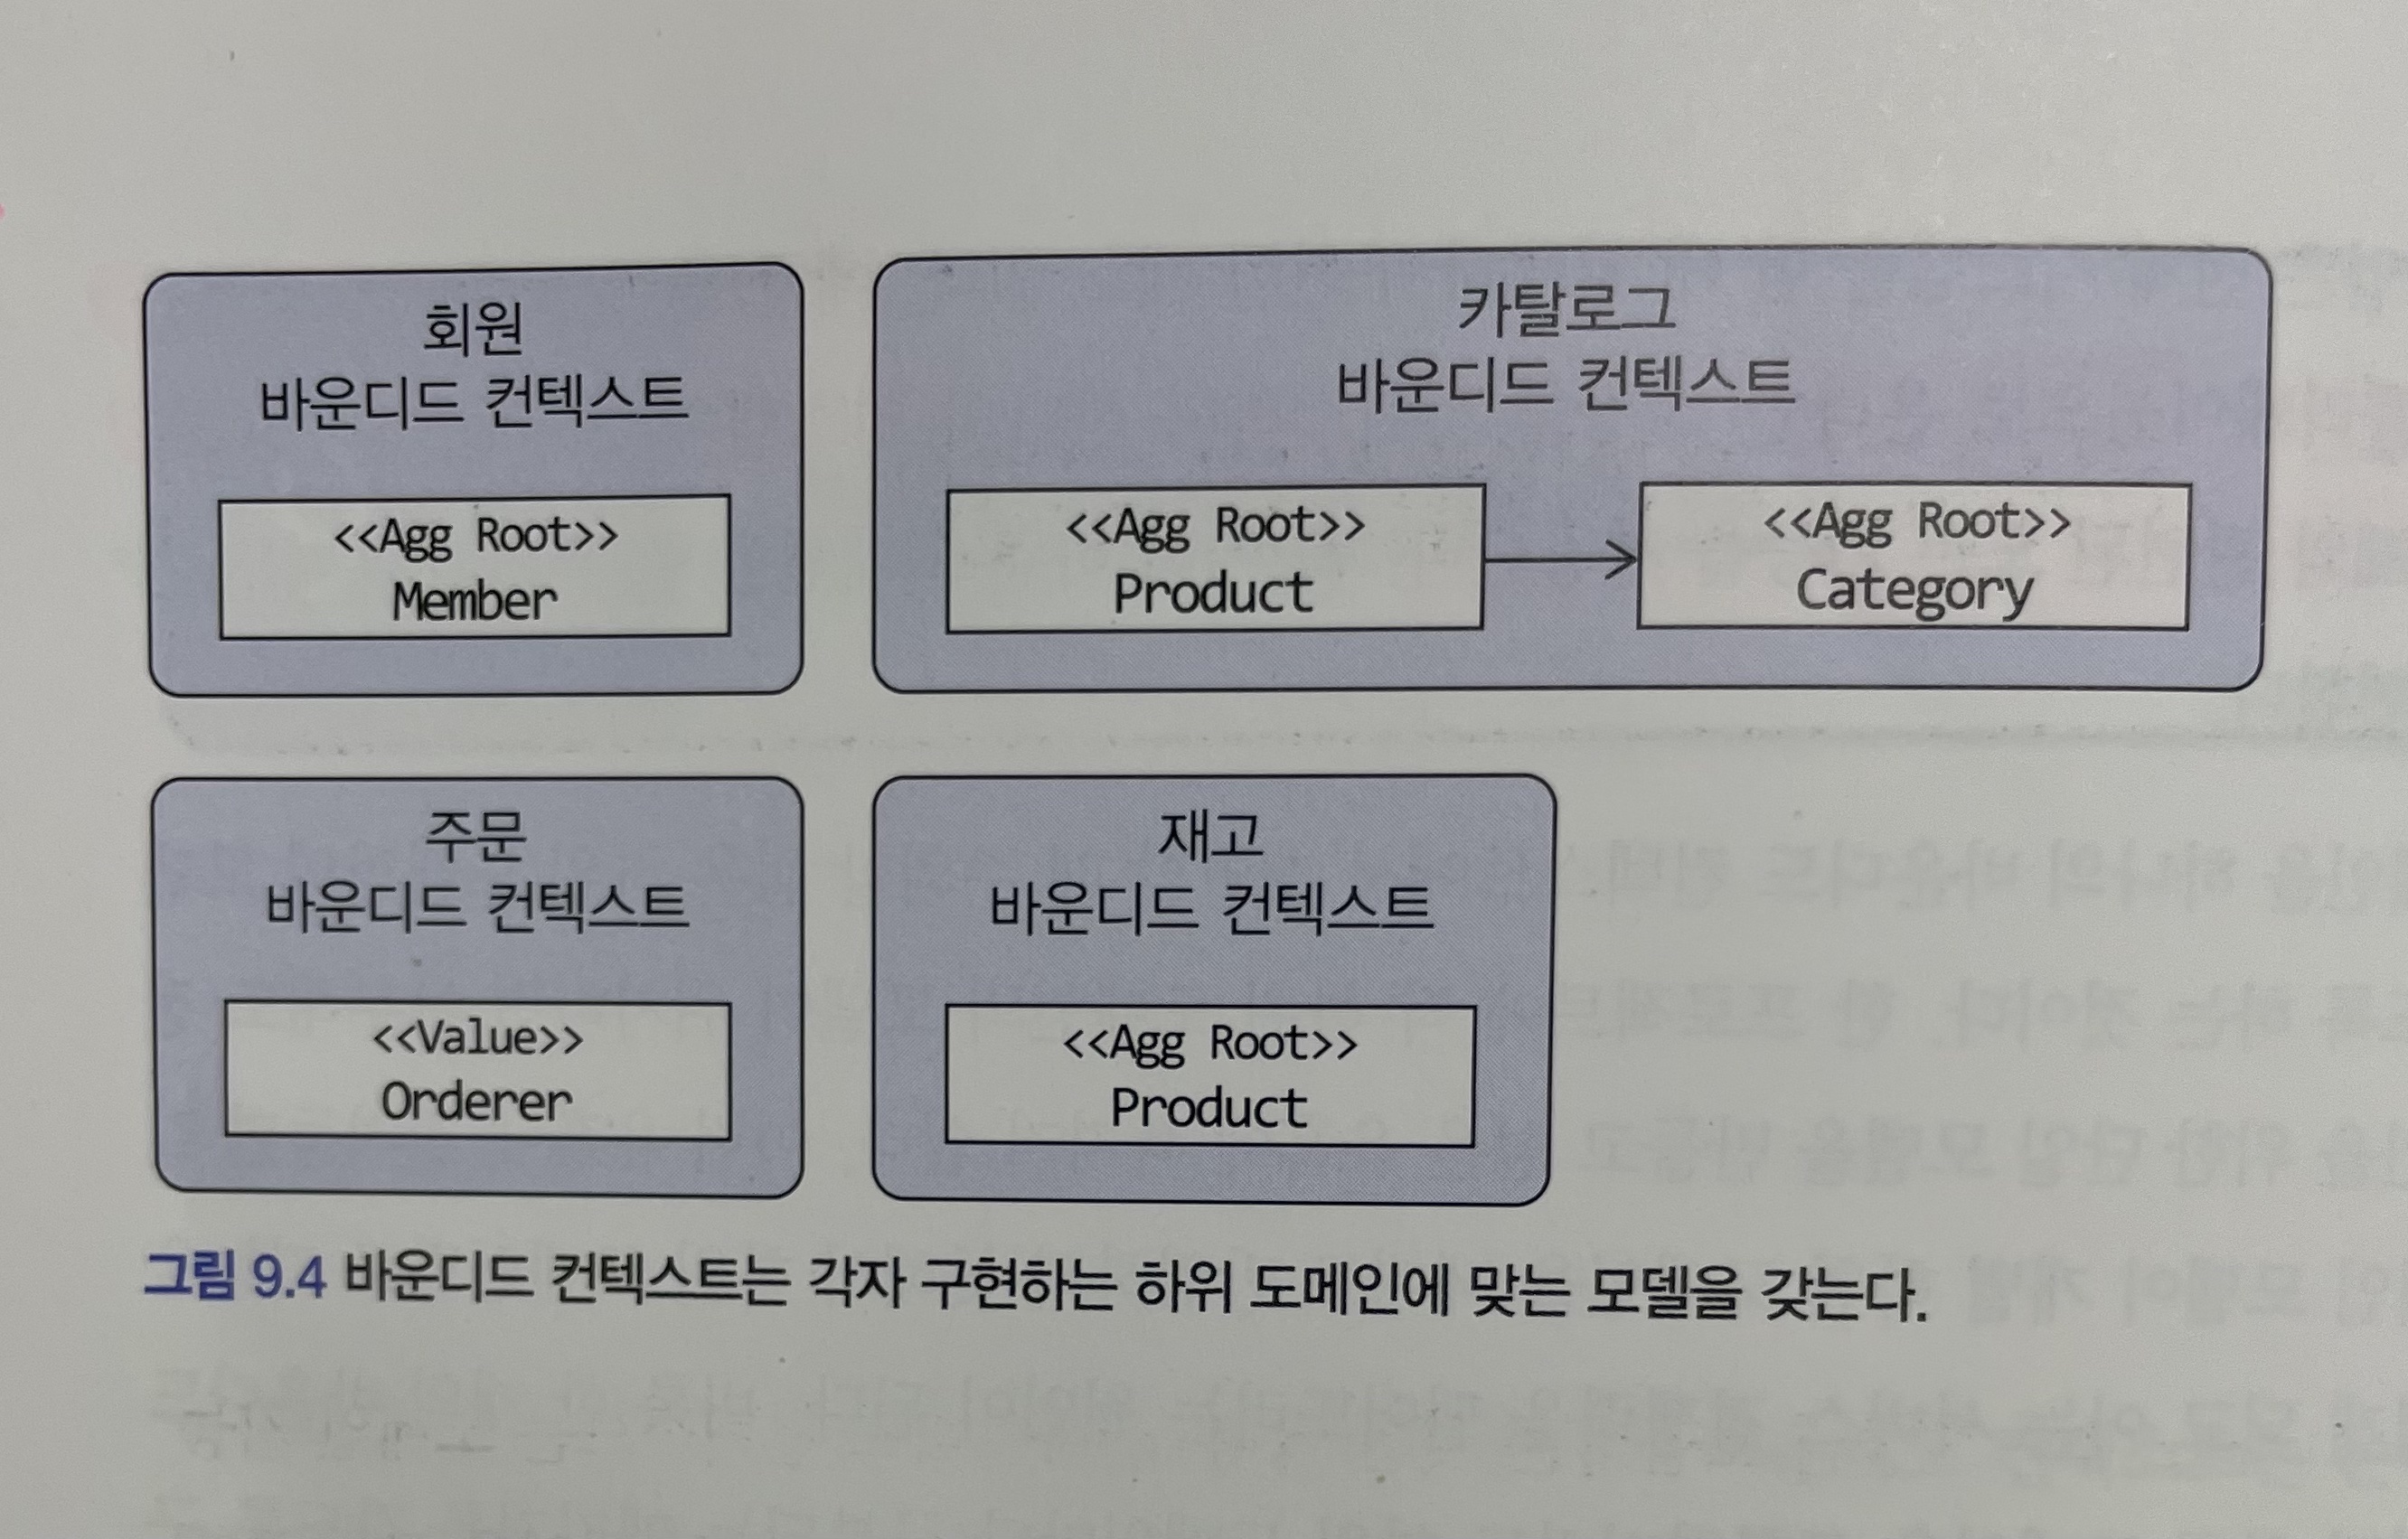 회원
바운디드 컨텍스트
<<Agg Root>>
Member
카탈로그
바운디드 컨텍스트
<<Agg Root>>
Product
<<Agg Root>>
Category
주문
바운디드 컨텍스트
<<Value>>
Orderer
재고
바운디드 컨텍스트
<<Agg Root>>
Product
그림 9.4 바운디드 컨텍스트는 각자 구현하는 하위 도메인에 맞는 모델을 갖는다.